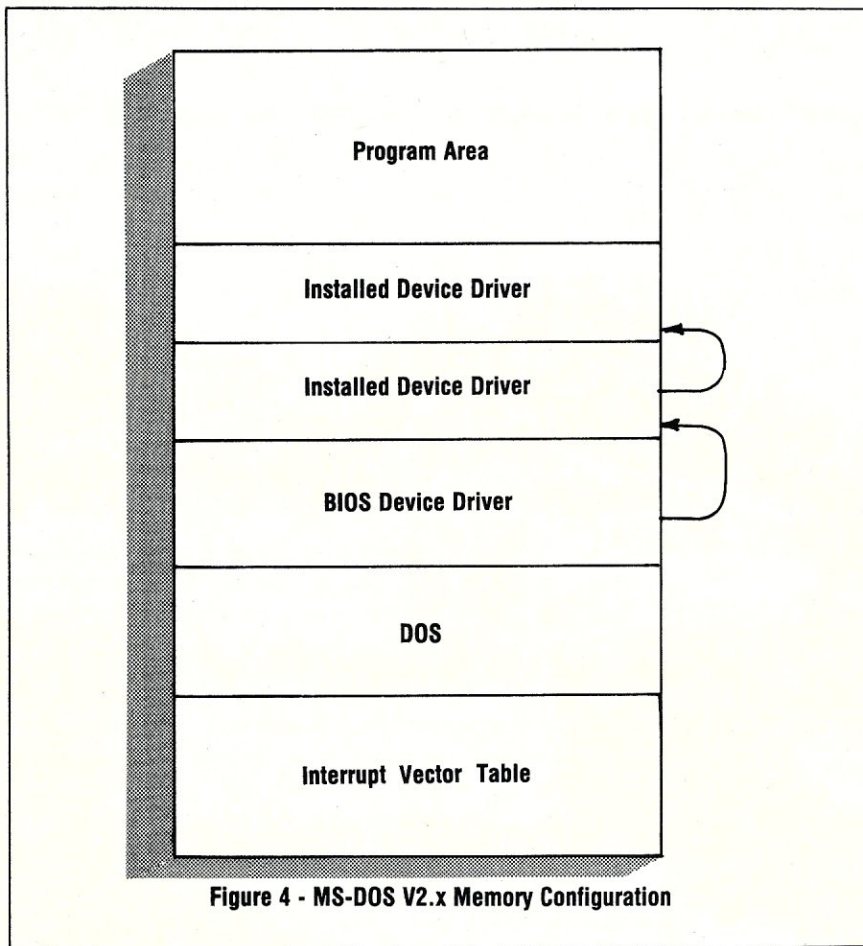 Program Area
Installed Device Driver
Installed Device Driver
BIOS Device Driver
DOS
Interrupt Vector Table
Figure 4 - MS-DOS V2.x Memory Configuration